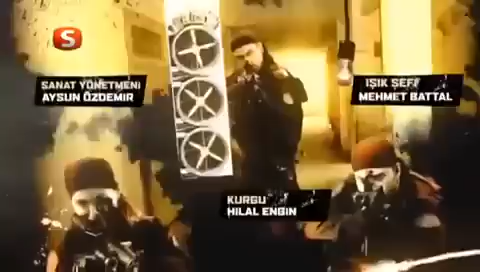 S
SANAT YÖNETMENİ
AYSUN ÖZDEMİR
IŞIK ŞEFİ
MEHMET BATTAL
KURGU
HİLAL ENGİN